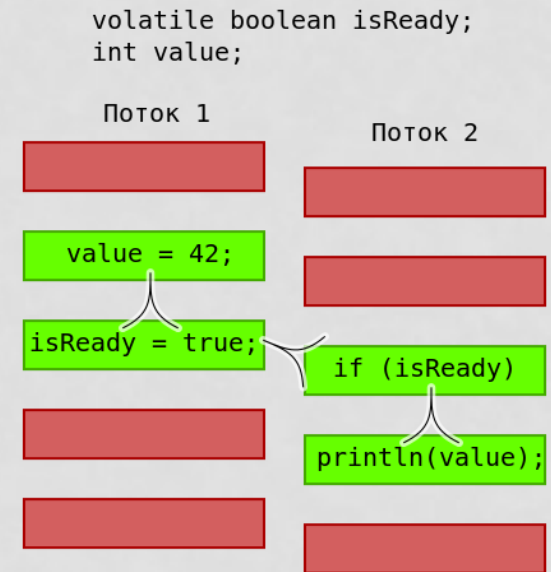 volatile boolean isReady;
int value;
Поток 1
Поток 2
value = 42;
isReady = true;
if (isReady)
println(value);